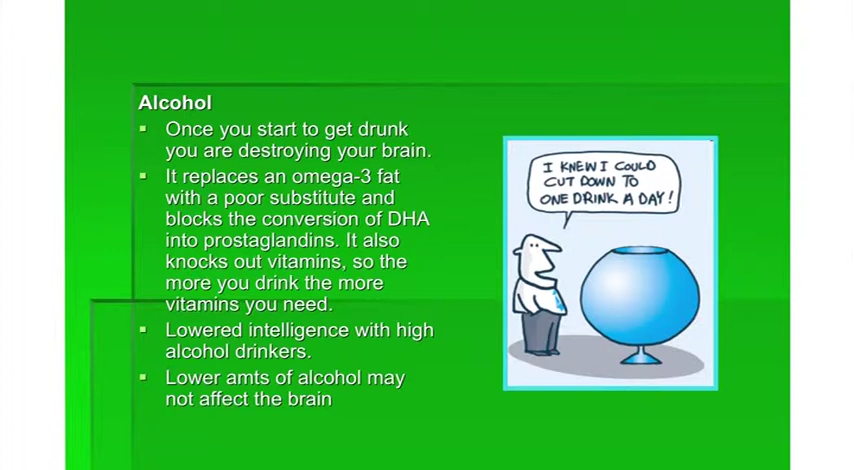 Alcohol
▪ Once you start to get drunk
you are destroying your brain.
▪ It replaces an omega-3 fat
with a poor substitute and
blocks the conversion of DHA
into prostaglandins. It also
knocks out vitamins, so the
more you drink the more
vitamins you need.
▪ Lowered intelligence with high
alcohol drinkers.
▪ Lower amts of alcohol may
not affect the brain
I KNEW I COULD
CUT DOWN TO
ONE DRINK A DAY!